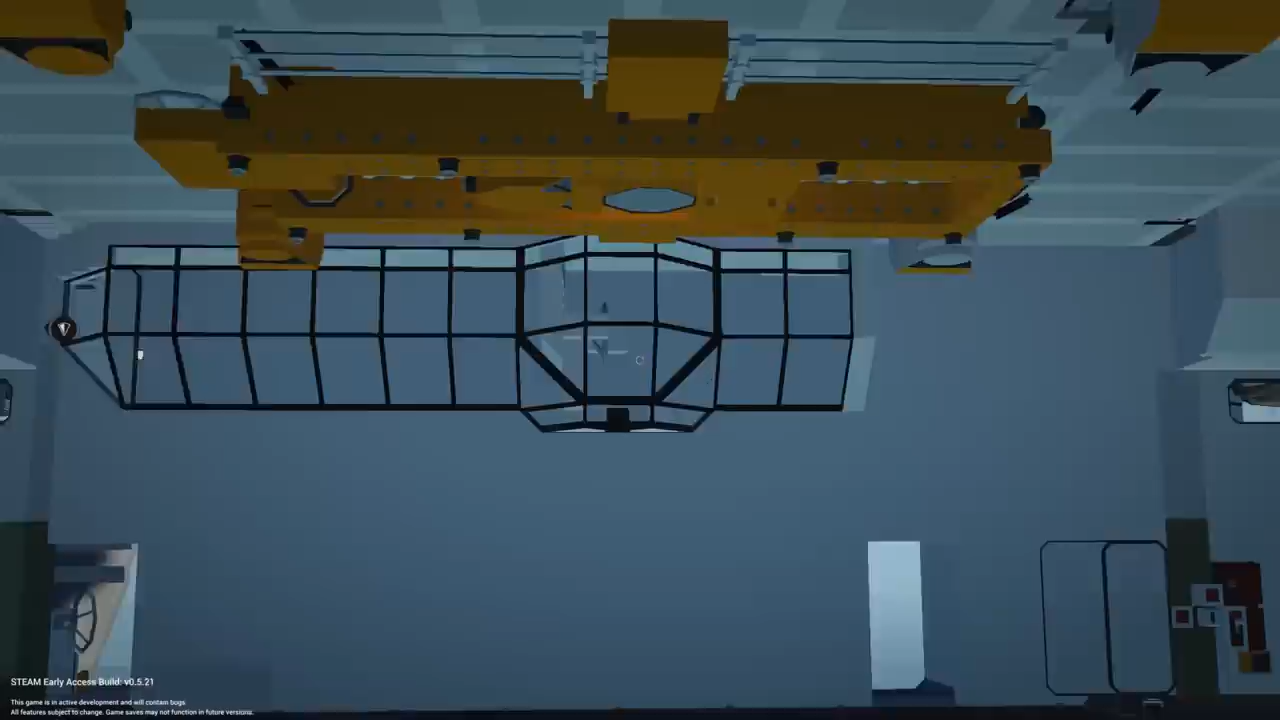 STEAM Early Access Build: v0.5.21
This game is in active development and will contain bugs
All features subject to change. Game saves may not function in future versions.